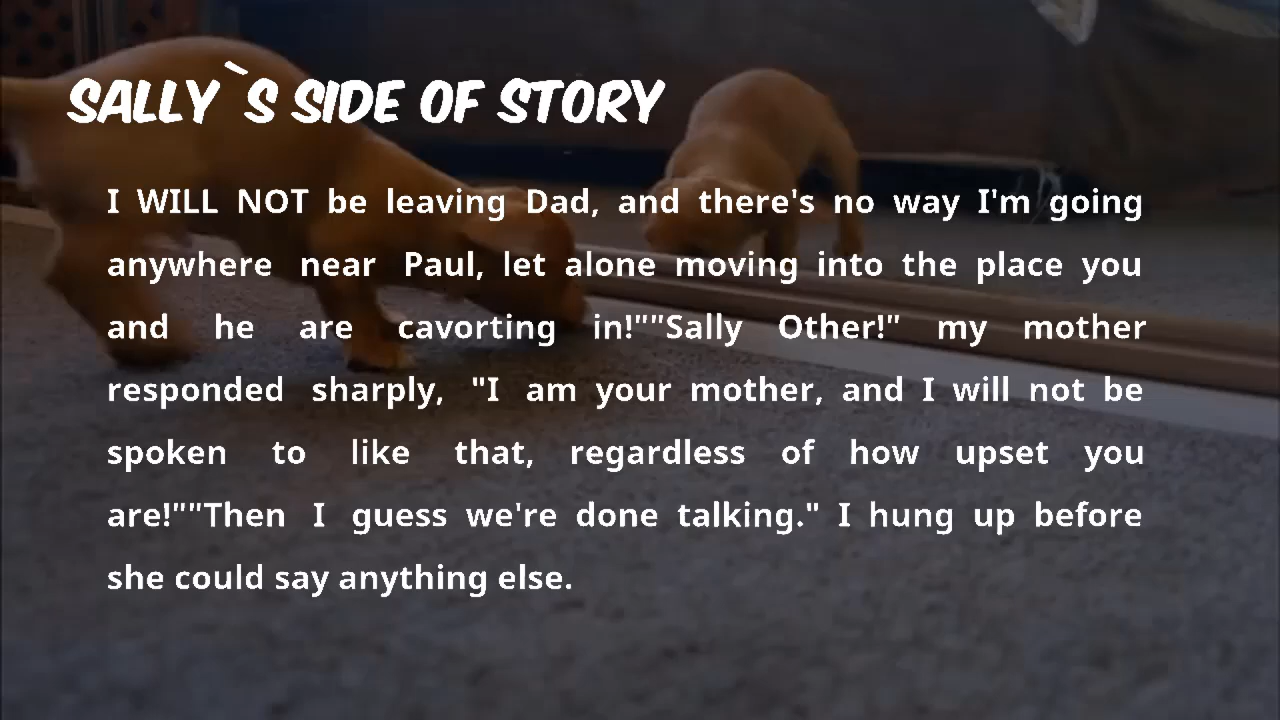 SALLY`S SIDE OF STORY
I WILL NOT be leaving Dad, and there's no way I'm going
anywhere near Paul, let alone moving into the place you
and he are cavorting in!""Sally Other!" my mother
responded sharply, "I am your mother, and I will not be
spoken to like that, regardless of how upset you
are!""Then I guess we're done talking." I hung up before
she could say anything else.